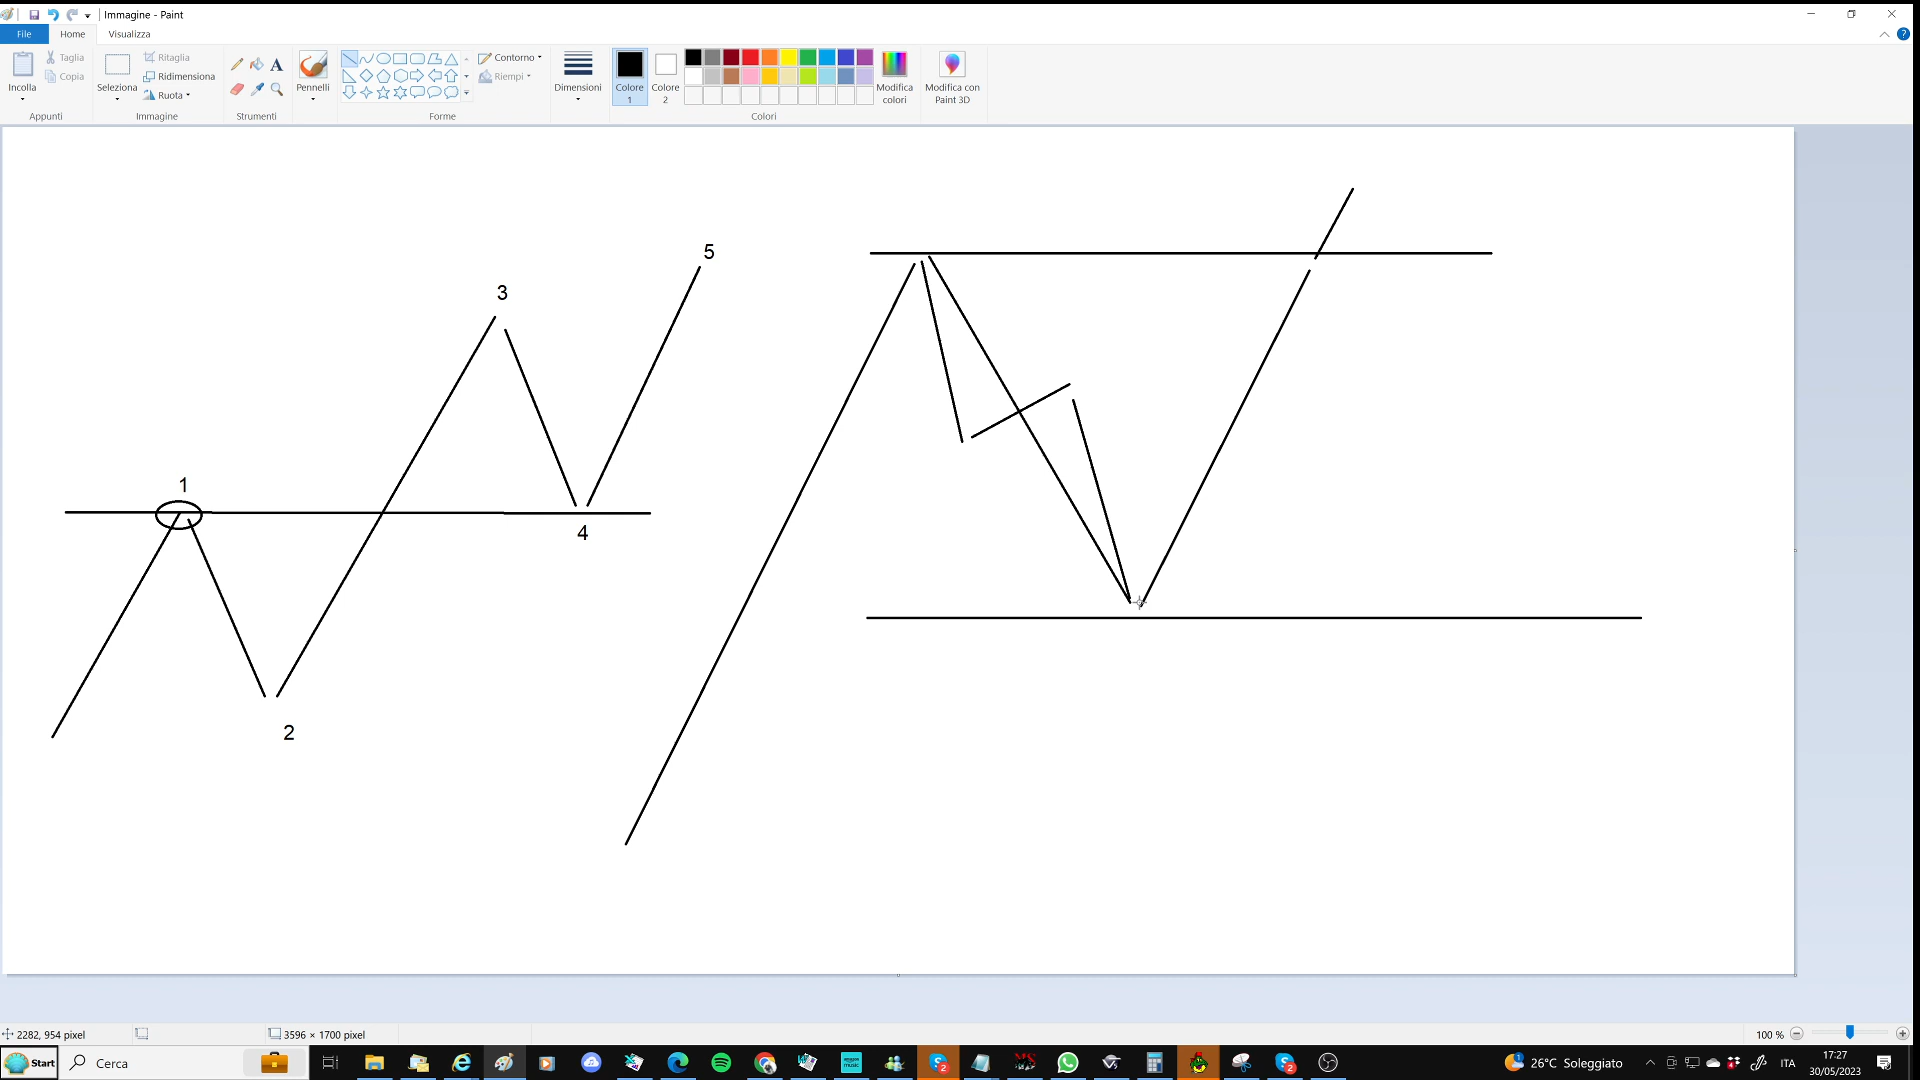 Immagine - Paint
File
Home
Visualizza
Incolla
Taglia
Copia
Appunti
Seleziona
Ritaglia
Ridimensiona
Ruota
Immagine
Strumenti
Pennelli
Forme
Contorno
Riempi
Dimensioni
Colore
1
Colore
2
Colori
Modifica
colori
Modifica con
Paint 3D
5
3
1
4
2
2282, 954 pixel
3596 × 1700 pixel
100 %
Start
Cerca
26°C Soleggiato
ITA
17:27
30/05/2023